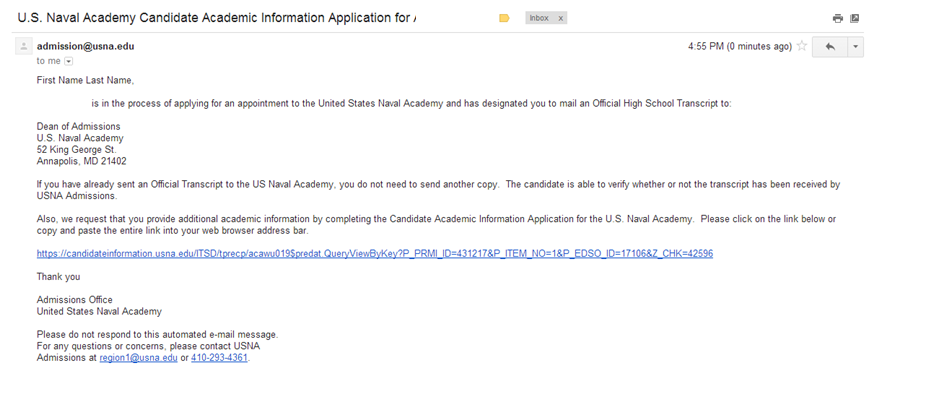 U.S. Naval Academy Candidate Academic Information Application for
Inbox x
admission@usna.edu
4:55 PM (0 minutes ago)
to me
First Name Last Name,
is in the process of applying for an appointment to the United States Naval Academy and has designated you to mail an Official High School Transcript to:
Dean of Admissions
U.S. Naval Academy
52 King George St.
Annapolis, MD 21402
If you have already sent an Official Transcript to the US Naval Academy, you do not need to send another copy. The candidate is able to verify whether or not the transcript has been received by
USNA Admissions.
Also, we request that you provide additional academic information by completing the Candidate Academic Information Application for the U.S. Naval Academy. Please click on the link below or
copy and paste the entire link into your web browser address bar.
https://candidateinformation.usna.edu/ITSD/tprecp/acawu019$predat.QueryViewByKey?P_PRMI_ID=431217&P_ITEM_NO=1&P_EDSO_ID=17106&Z_CHK=42596
Thank you
Admissions Office
United States Naval Academy
Please do not respond to this automated e-mail message.
For any questions or concerns, please contact USNA
Admissions at region1@usna.edu or 410-293-4361.